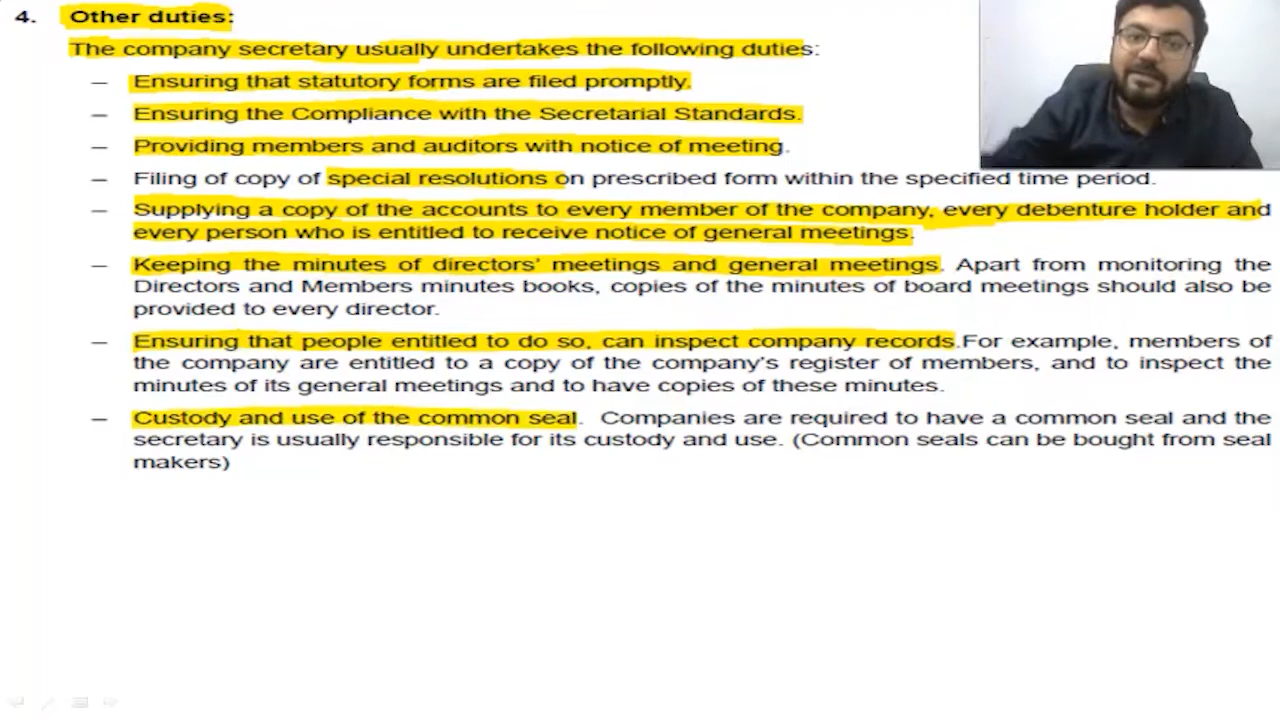 4. Other duties:
The company secretary usually undertakes the following duties:
– Ensuring that statutory forms are filed promptly.
– Ensuring the Compliance with the Secretarial Standards.
– Providing members and auditors with notice of meeting.
– Filing of copy of special resolutions on prescribed form within the specified time period.
– Supplying a copy of the accounts to every member of the company, every debenture holder and
every person who is entitled to receive notice of general meetings.
– Keeping the minutes of directors’ meetings and general meetings. Apart from monitoring the
Directors and Members minutes books, copies of the minutes of board meetings should also be
provided to every director.
– Ensuring that people entitled to do so, can inspect company records.For example, members of
the company are entitled to a copy of the company’s register of members, and to inspect the
minutes of its general meetings and to have copies of these minutes.
– Custody and use of the common seal. Companies are required to have a common seal and the
secretary is usually responsible for its custody and use. (Common seals can be bought from seal
makers)